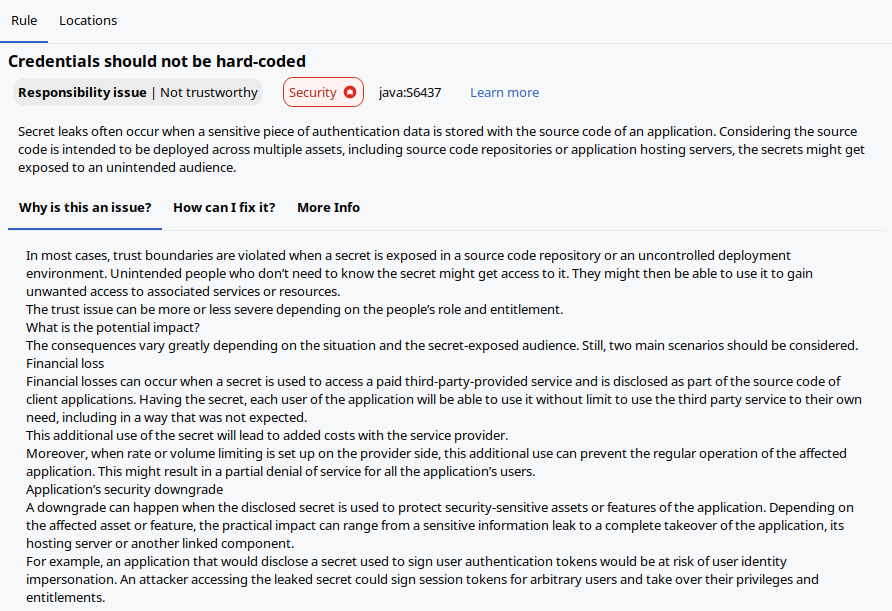 Rule Locations
Credentials should not be hard-coded
Responsibility issue | Not trustworthy Security java:S6437 Learn more
Secret leaks often occur when a sensitive piece of authentication data is stored with the source code of an application. Considering the source
code is intended to be deployed across multiple assets, including source code repositories or application hosting servers, the secrets might get
exposed to an unintended audience.
Why is this an issue? How can I fix it? More Info
In most cases, trust boundaries are violated when a secret is exposed in a source code repository or an uncontrolled deployment
environment. Unintended people who don’t need to know the secret might get access to it. They might then be able to use it to gain
unwanted access to associated services or resources.
The trust issue can be more or less severe depending on the people’s role and entitlement.
What is the potential impact?
The consequences vary greatly depending on the situation and the secret-exposed audience. Still, two main scenarios should be considered.
Financial loss
Financial losses can occur when a secret is used to access a paid third-party-provided service and is disclosed as part of the source code of
client applications. Having the secret, each user of the application will be able to use it without limit to use the third party service to their own
need, including in a way that was not expected.
This additional use of the secret will lead to added costs with the service provider.
Moreover, when rate or volume limiting is set up on the provider side, this additional use can prevent the regular operation of the affected
application. This might result in a partial denial of service for all the application’s users.
Application’s security downgrade
A downgrade can happen when the disclosed secret is used to protect security-sensitive assets or features of the application. Depending on
the affected asset or feature, the practical impact can range from a sensitive information leak to a complete takeover of the application, its
hosting server or another linked component.
For example, an application that would disclose a secret used to sign user authentication tokens would be at risk of user identity
impersonation. An attacker accessing the leaked secret could sign session tokens for arbitrary users and take over their privileges and
entitlements.